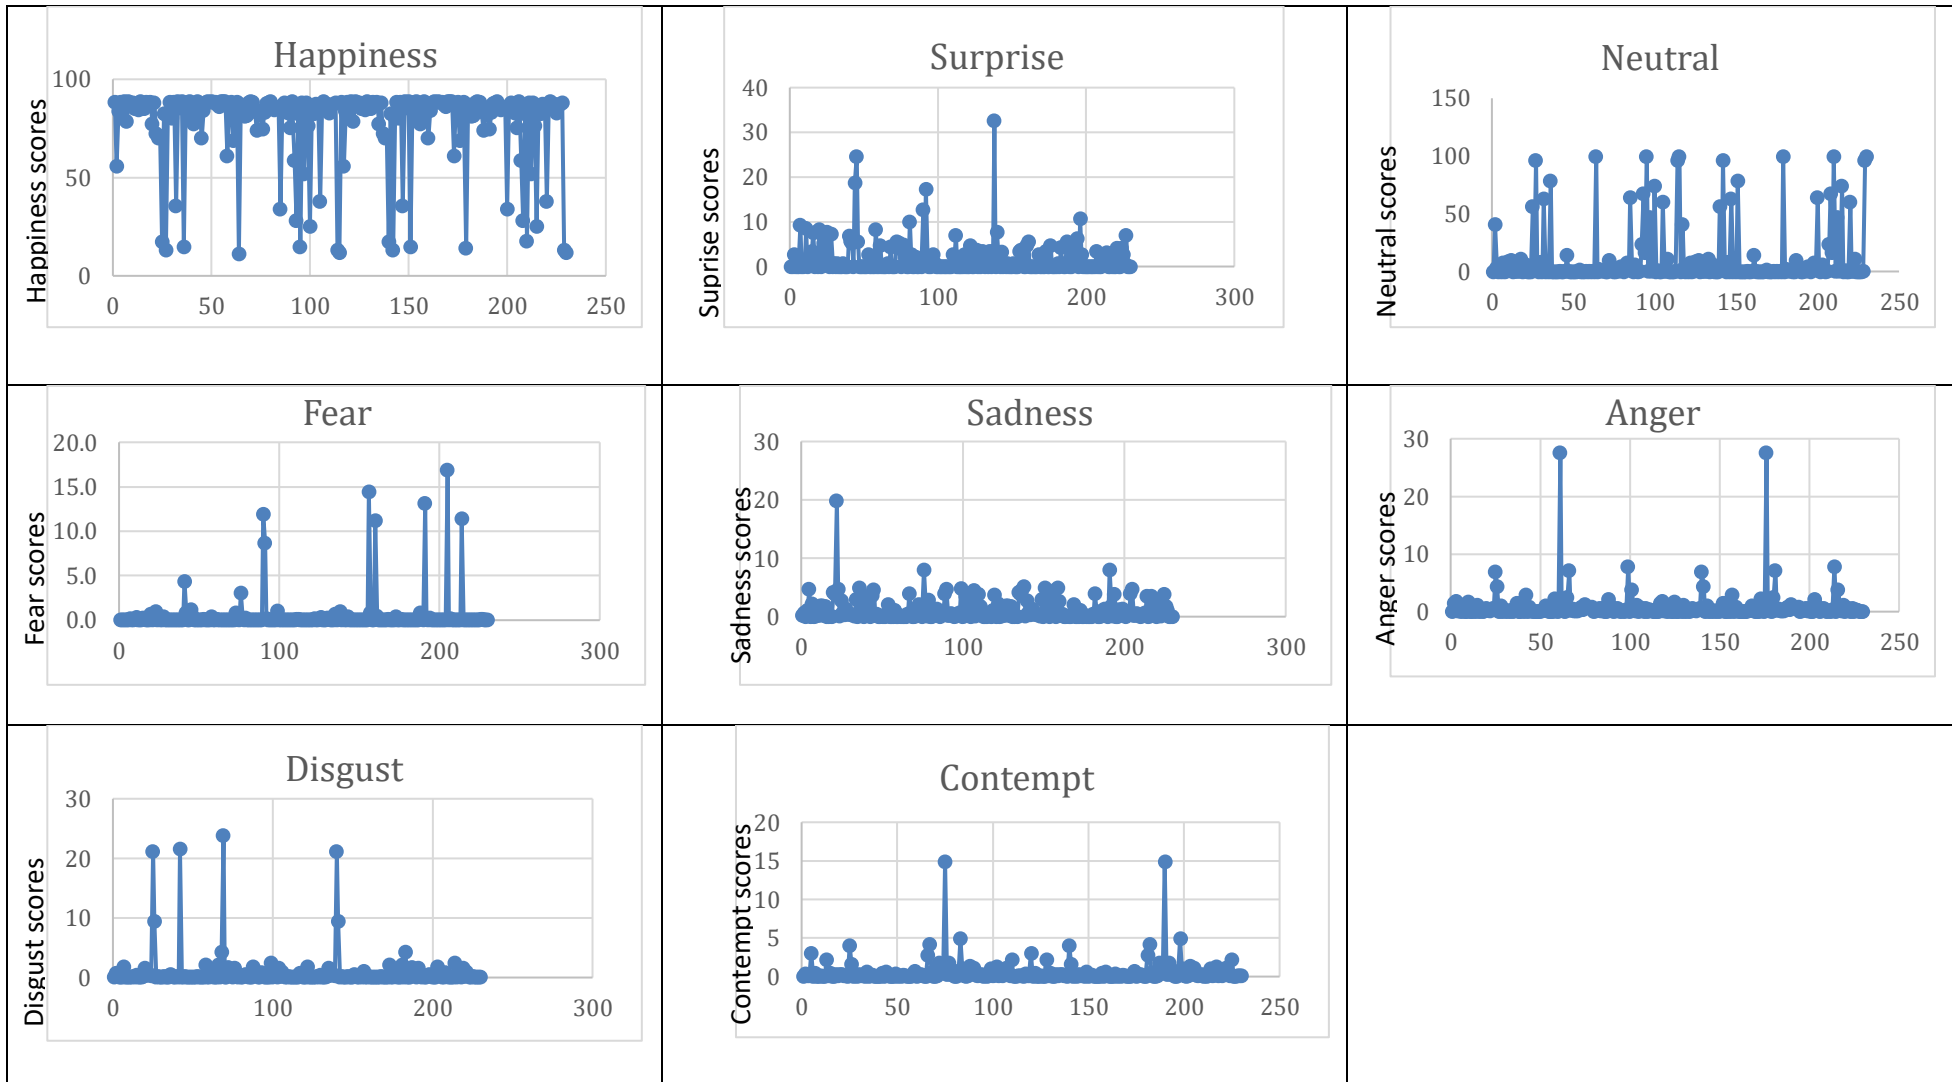 Happiness
Happiness scores
100
50
0
0 50 100 150 200 250
Surprise
Suprise scores
40
30
20
10
0
0 100 200 300
Neutral
Neutral scores
150
100
50
0
0 50 100 150 200 250
Fear
Fear scores
20.0
15.0
10.0
5.0
0.0
0 100 200 300
Sadness
Sadness scores
30
20
10
0
0 100 200 300
Anger
Anger scores
30
20
10
0
0 50 100 150 200 250
Disgust
Disgust scores
30
20
10
0
0 100 200 300
Contempt
Contempt scores
20
15
10
5
0
0 50 100 150 200 250